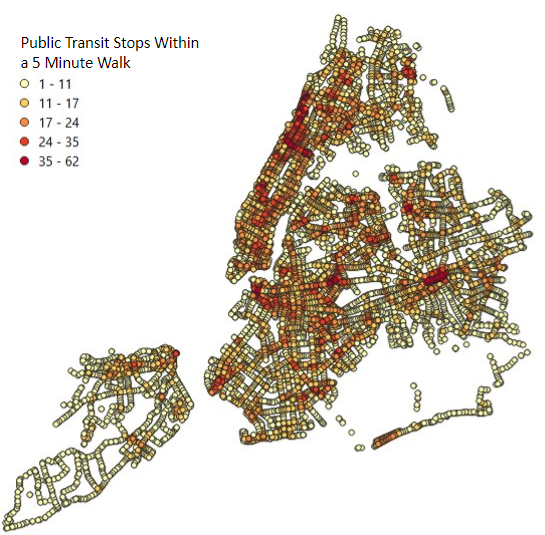 Public Transit Stops Within
a 5 Minute Walk
1 - 11
11 - 17
17 - 24
24 - 35
35 - 62